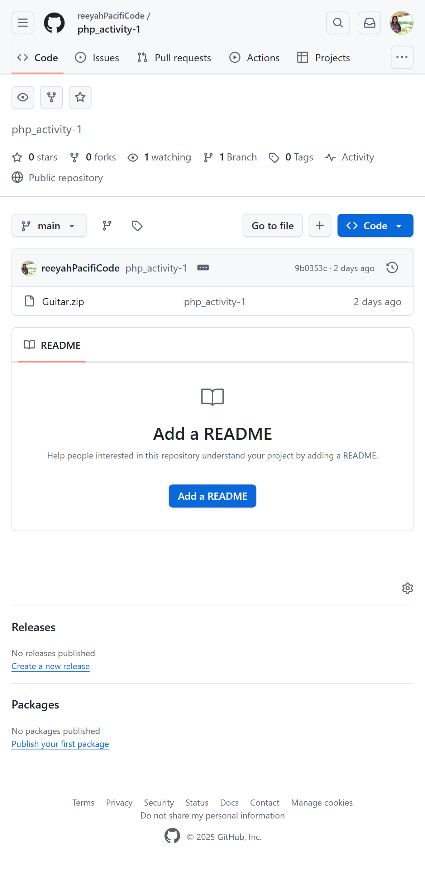 reeyahPacifiCode /
php_activity-1
Code Issues Pull requests Actions Projects
php_activity-1
0 stars 0 forks 1 watching 1 Branch 0 Tags Activity
Public repository
main Go to file Code
reeyahPacifiCode php_activity-1 9b0353c · 2 days ago
Guitar.zip php_activity-1 2 days ago
README
Add a README
Help people interested in this repository understand your project by adding a README.
Add a README
Releases
No releases published
Create a new release
Packages
No packages published
Publish your first package
Terms Privacy Security Status Docs Contact Manage cookies
Do not share my personal information
© 2025 GitHub, Inc.